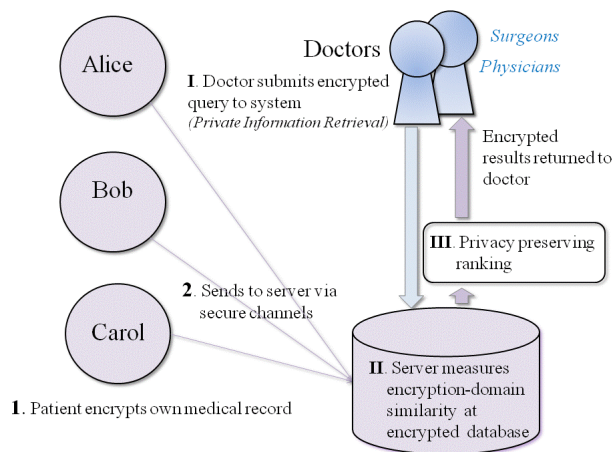 Alice
Bob
Carol
1. Patient encrypts own medical record
2. Sends to server via
secure channels
Doctors
Surgeons
Physicians
I. Doctor submits encrypted
query to system
(Private Information Retrieval)
II. Server measures
encryption-domain
similarity at
encrypted database
III. Privacy preserving
ranking
Encrypted
results returned to
doctor